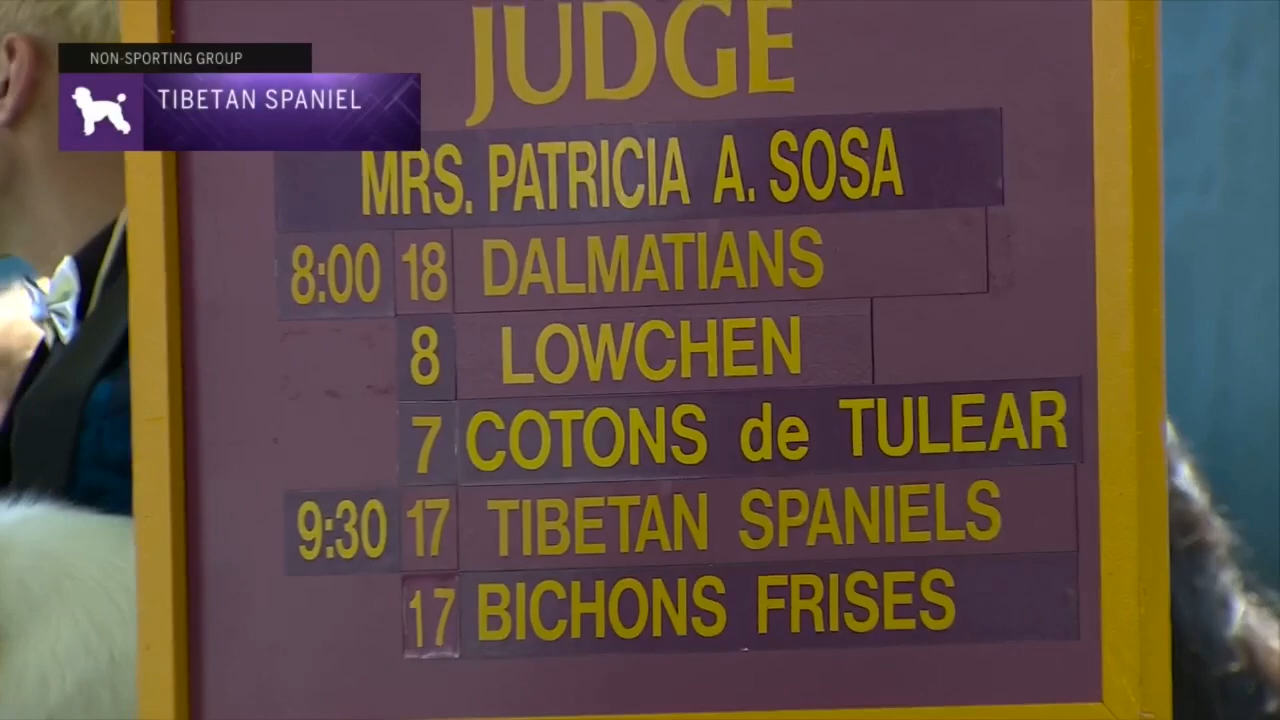 NON-SPORTING GROUP
TIBETAN SPANIEL
JUDGE
MRS. PATRICIA A. SOSA
8:00 18 DALMATIANS
8 LOWCHEN
7 COTONS de TULEAR
9:30 17 TIBETAN SPANIELS
17 BICHONS FRISES